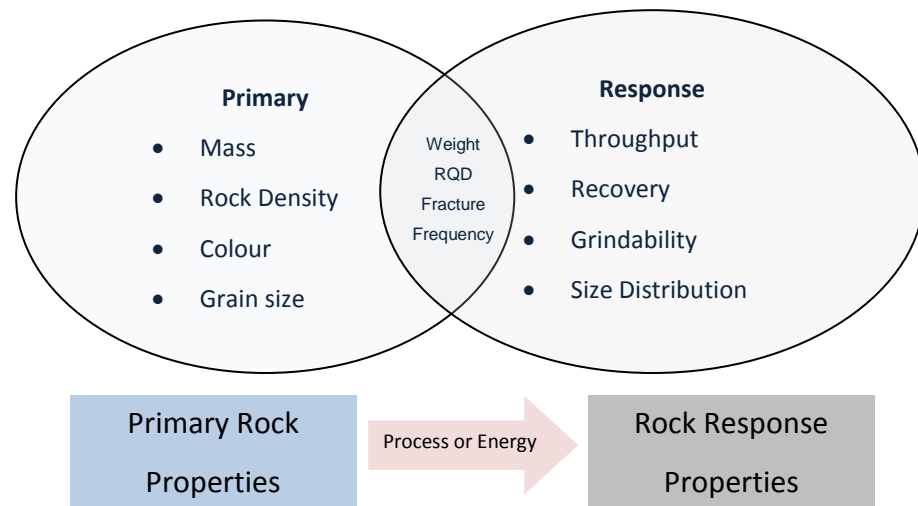 Primary
• Mass
• Rock Density
• Colour
• Grain size
Weight
RQD
Fracture
Frequency
Response
• Throughput
• Recovery
• Grindability
• Size Distribution
Primary Rock
Properties
Process or Energy
Rock Response
Properties